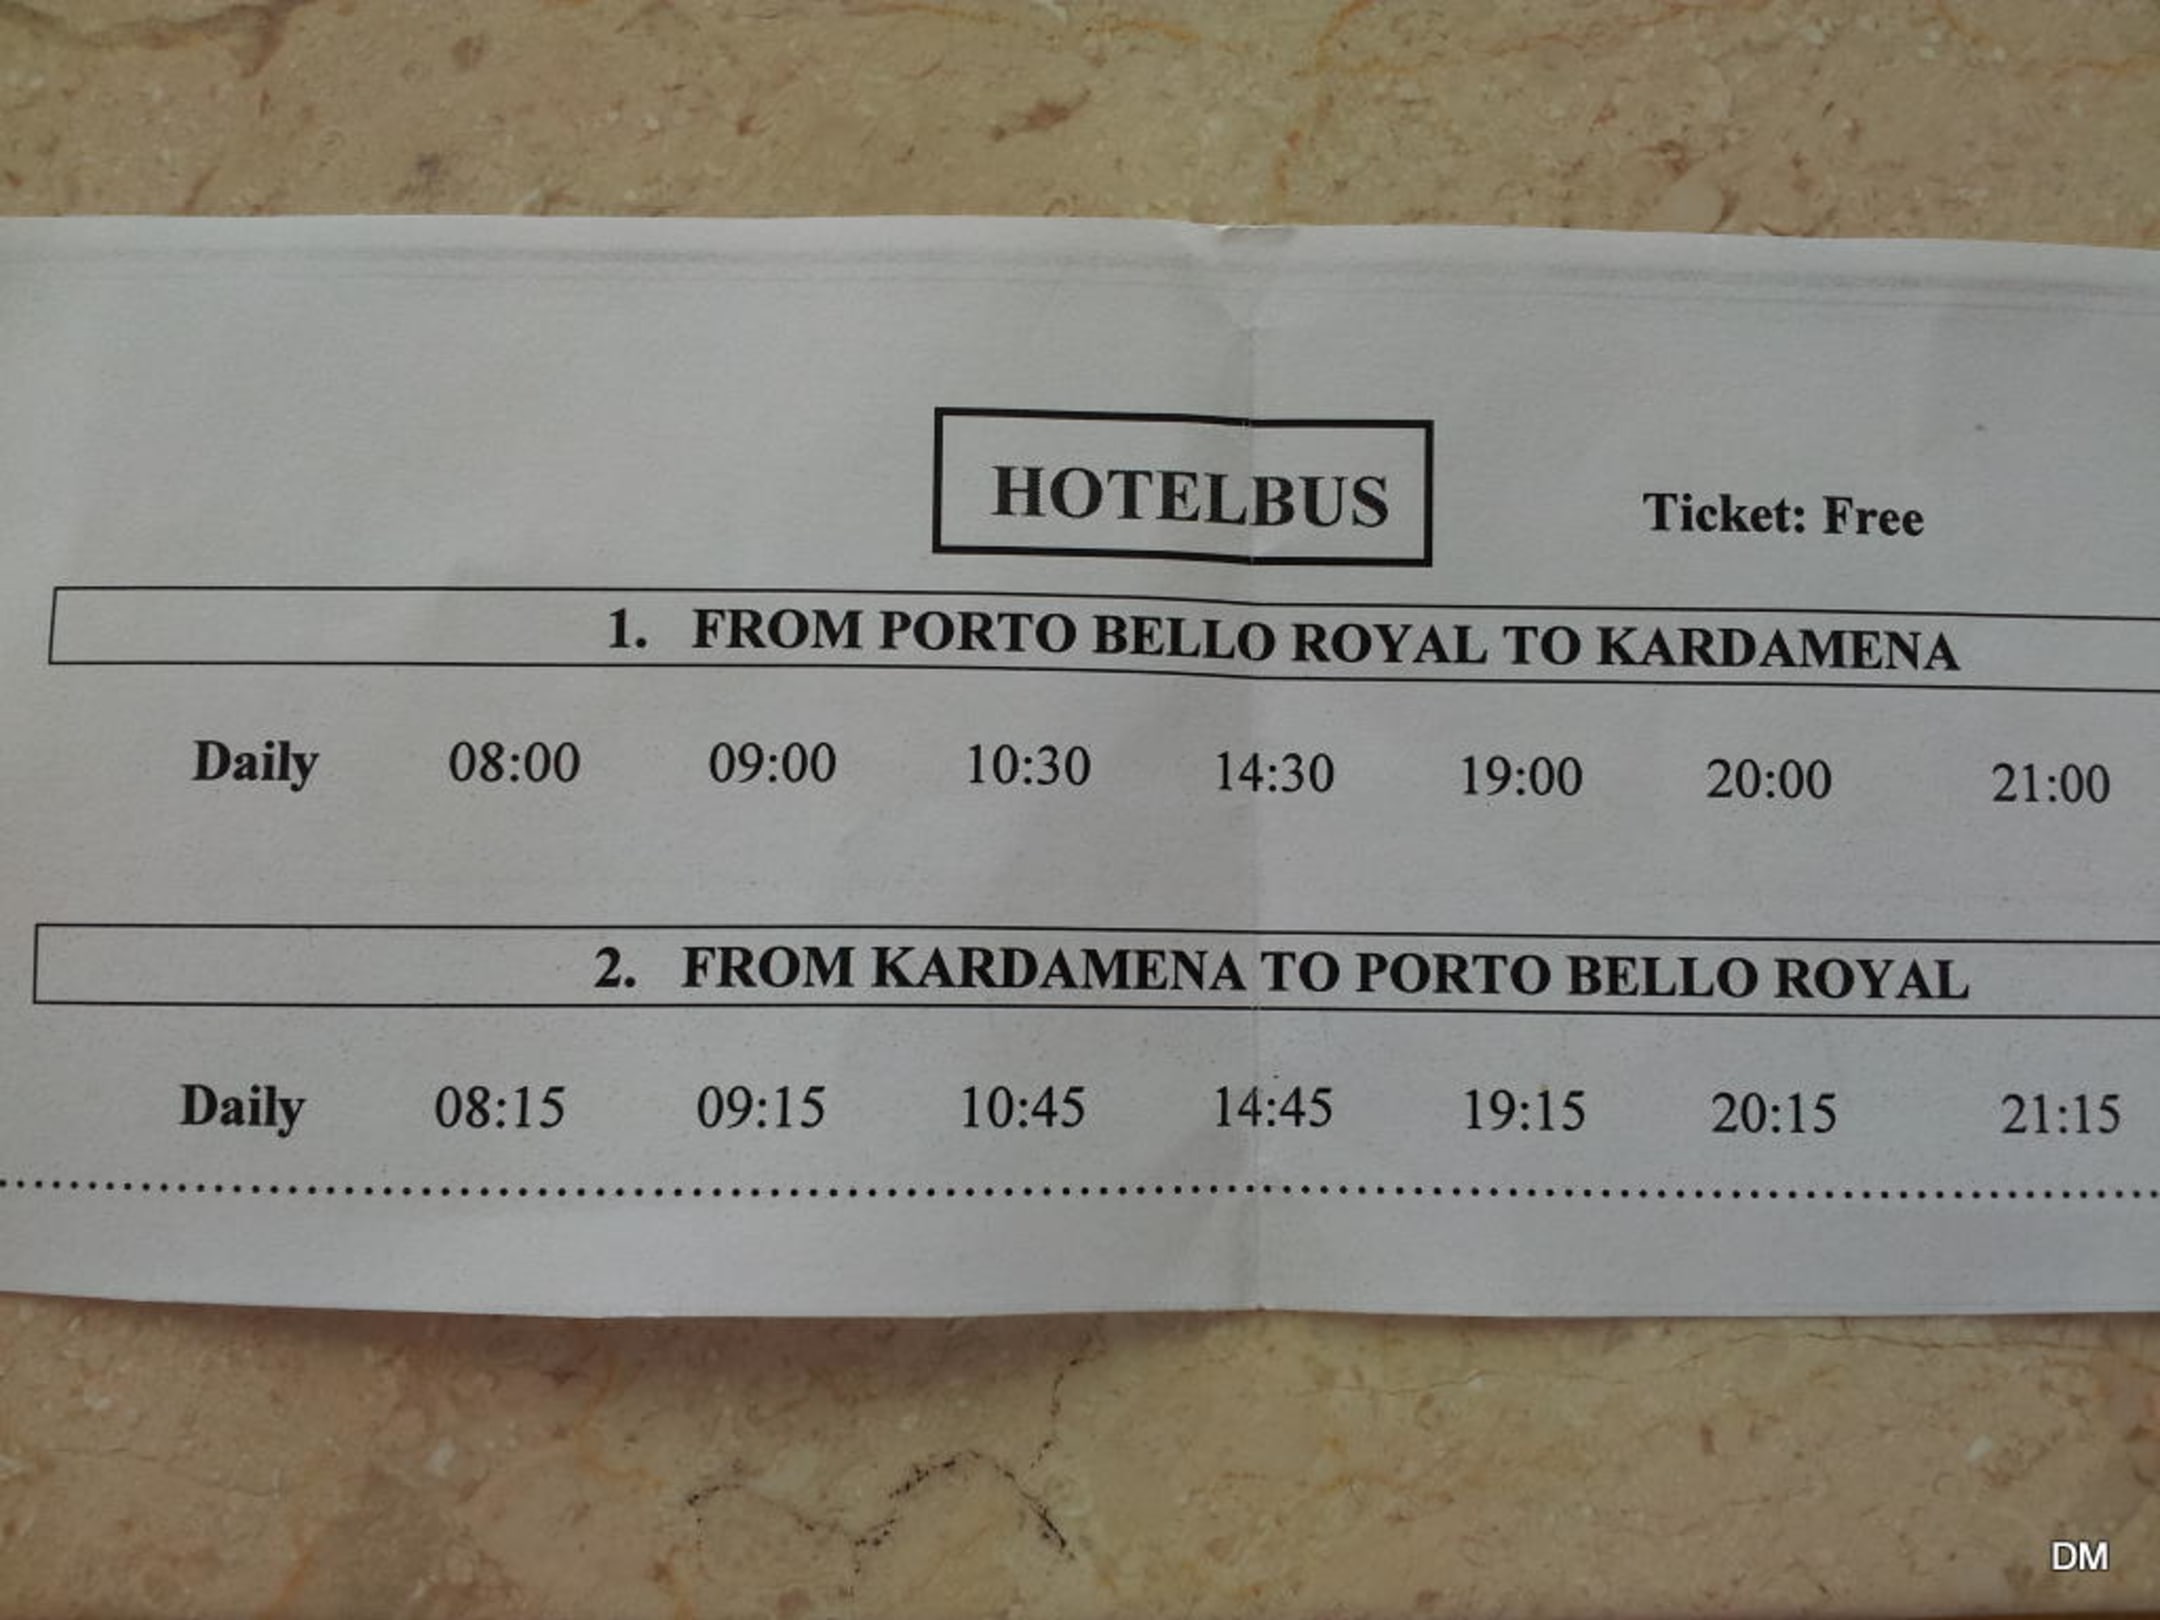 HOTELBUS Ticket: Free
1. FROM PORTO BELLO ROYAL TO KARDAMENA
Daily 08:00 09:00 10:30 14:30 19:00 20:00 21:00
2. FROM KARDAMENA TO PORTO BELLO ROYAL
Daily 08:15 09:15 10:45 14:45 19:15 20:15 21:15
DM